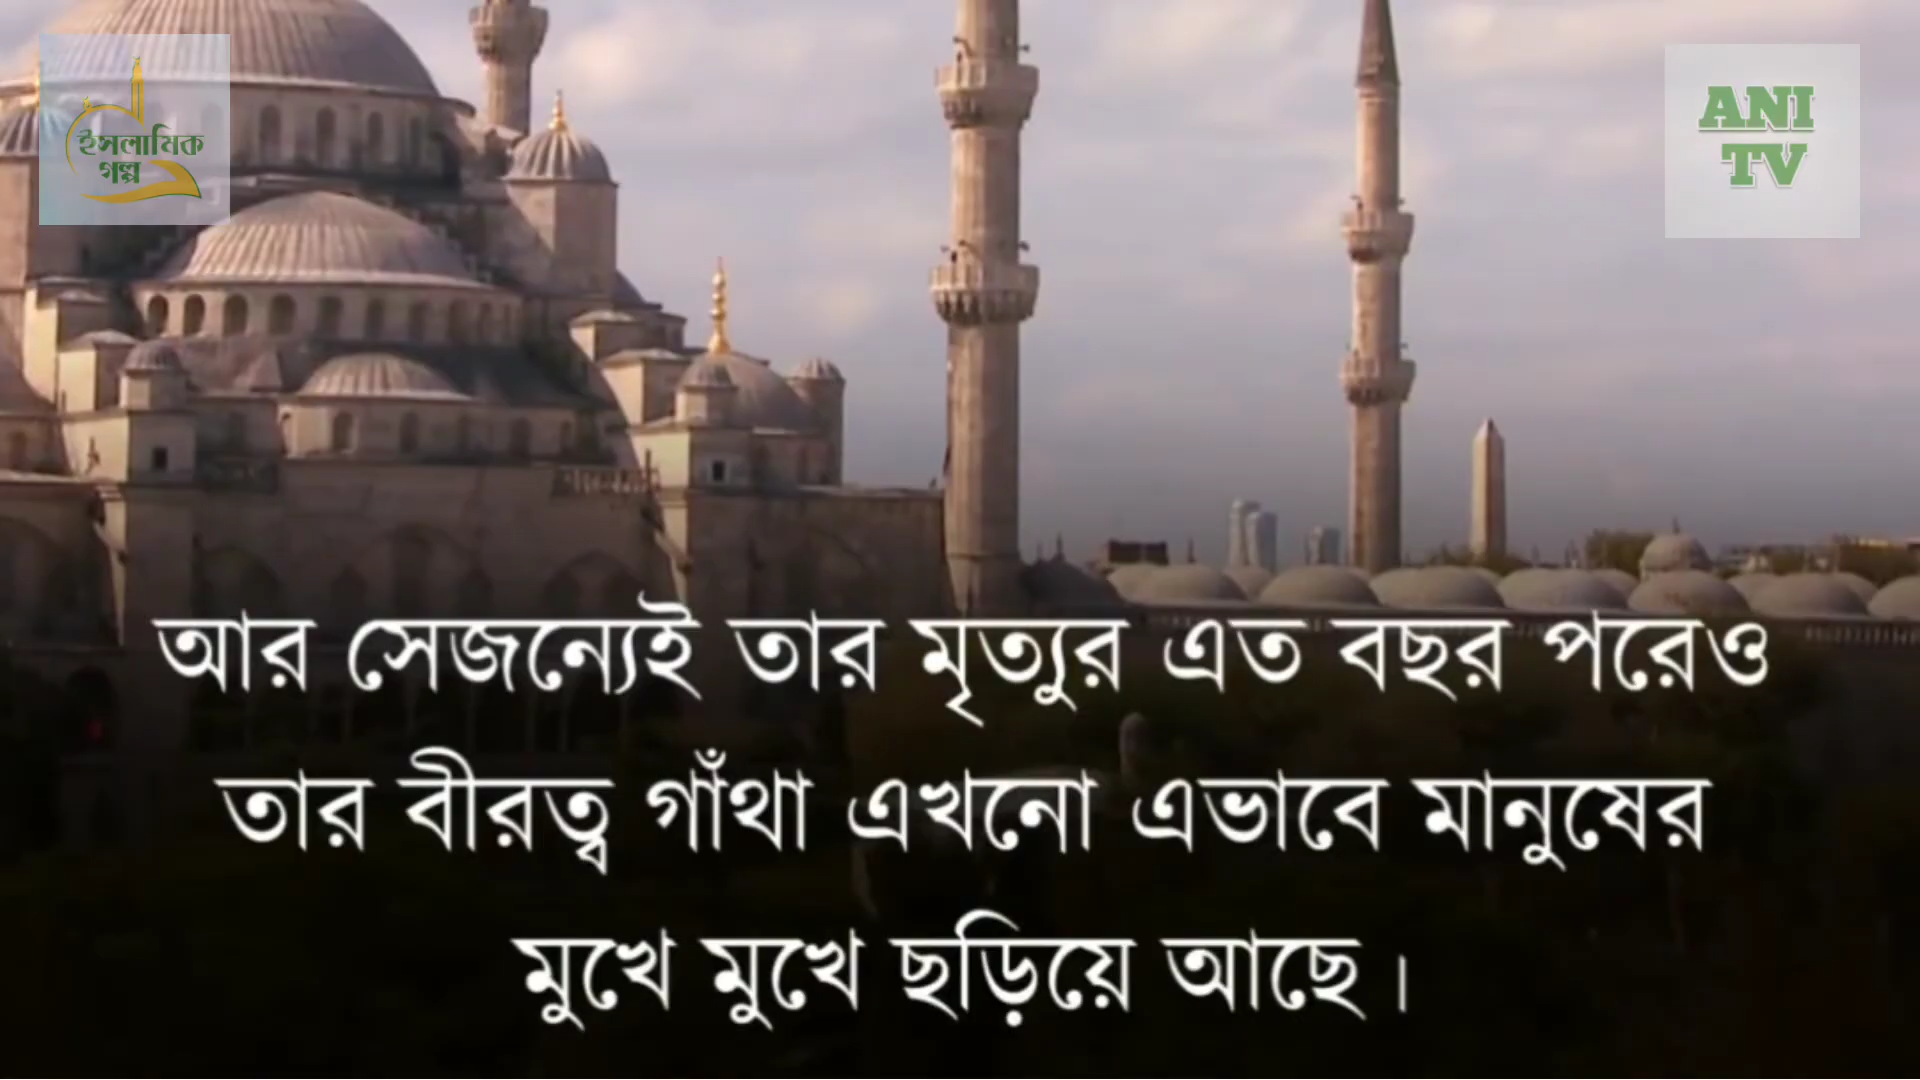 ইসলামিক
গল্প
ANI
TV
আর সেজন্যেই তার মৃত্যুর এত বছর পরেও
তার বীরত্ব গাঁথা এখনো এভাবে মানুষের
মুখে মুখে ছড়িয়ে আছে।